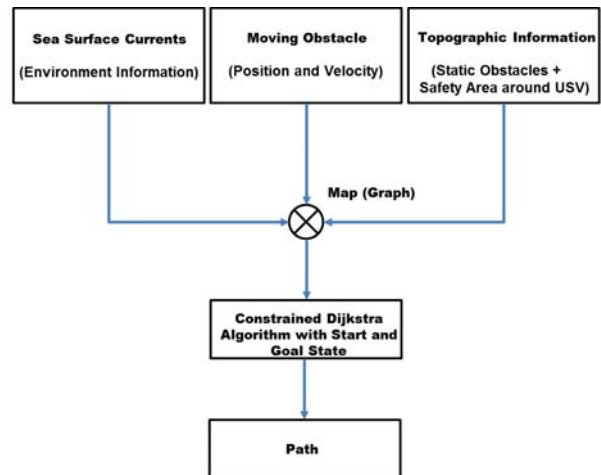 Sea Surface Currents
(Environment Information)
Moving Obstacle
(Position and Velocity)
Topographic Information
(Static Obstacles +
Safety Area around USV)
Map (Graph)
Constrained Dijkstra
Algorithm with Start and
Goal State
Path